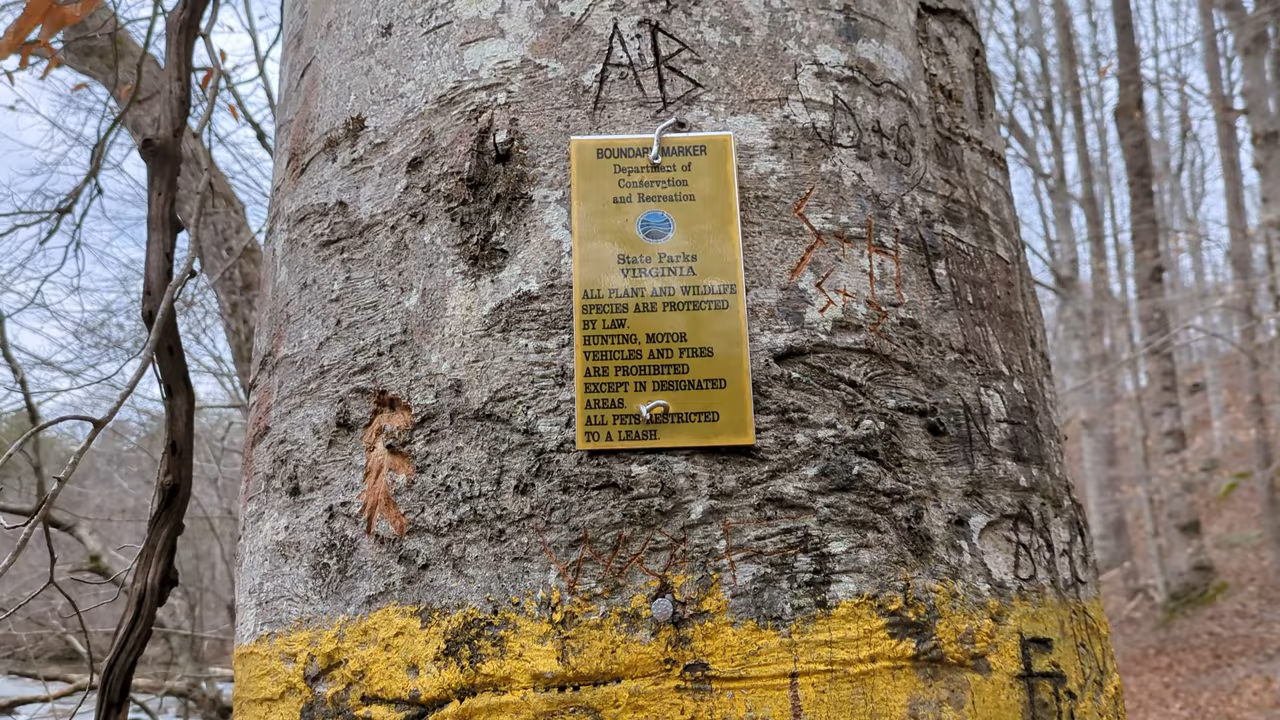 AB
D+S
BOUNDARY MARKER
Department of
Conservation
and Recreation
State Parks
VIRGINIA
ALL PLANT AND WILDLIFE
SPECIES ARE PROTECTED
BY LAW.
HUNTING, MOTOR
VEHICLES AND FIRES
ARE PROHIBITED
EXCEPT IN DESIGNATED
AREAS.
ALL PETS RESTRICTED
TO A LEASH.